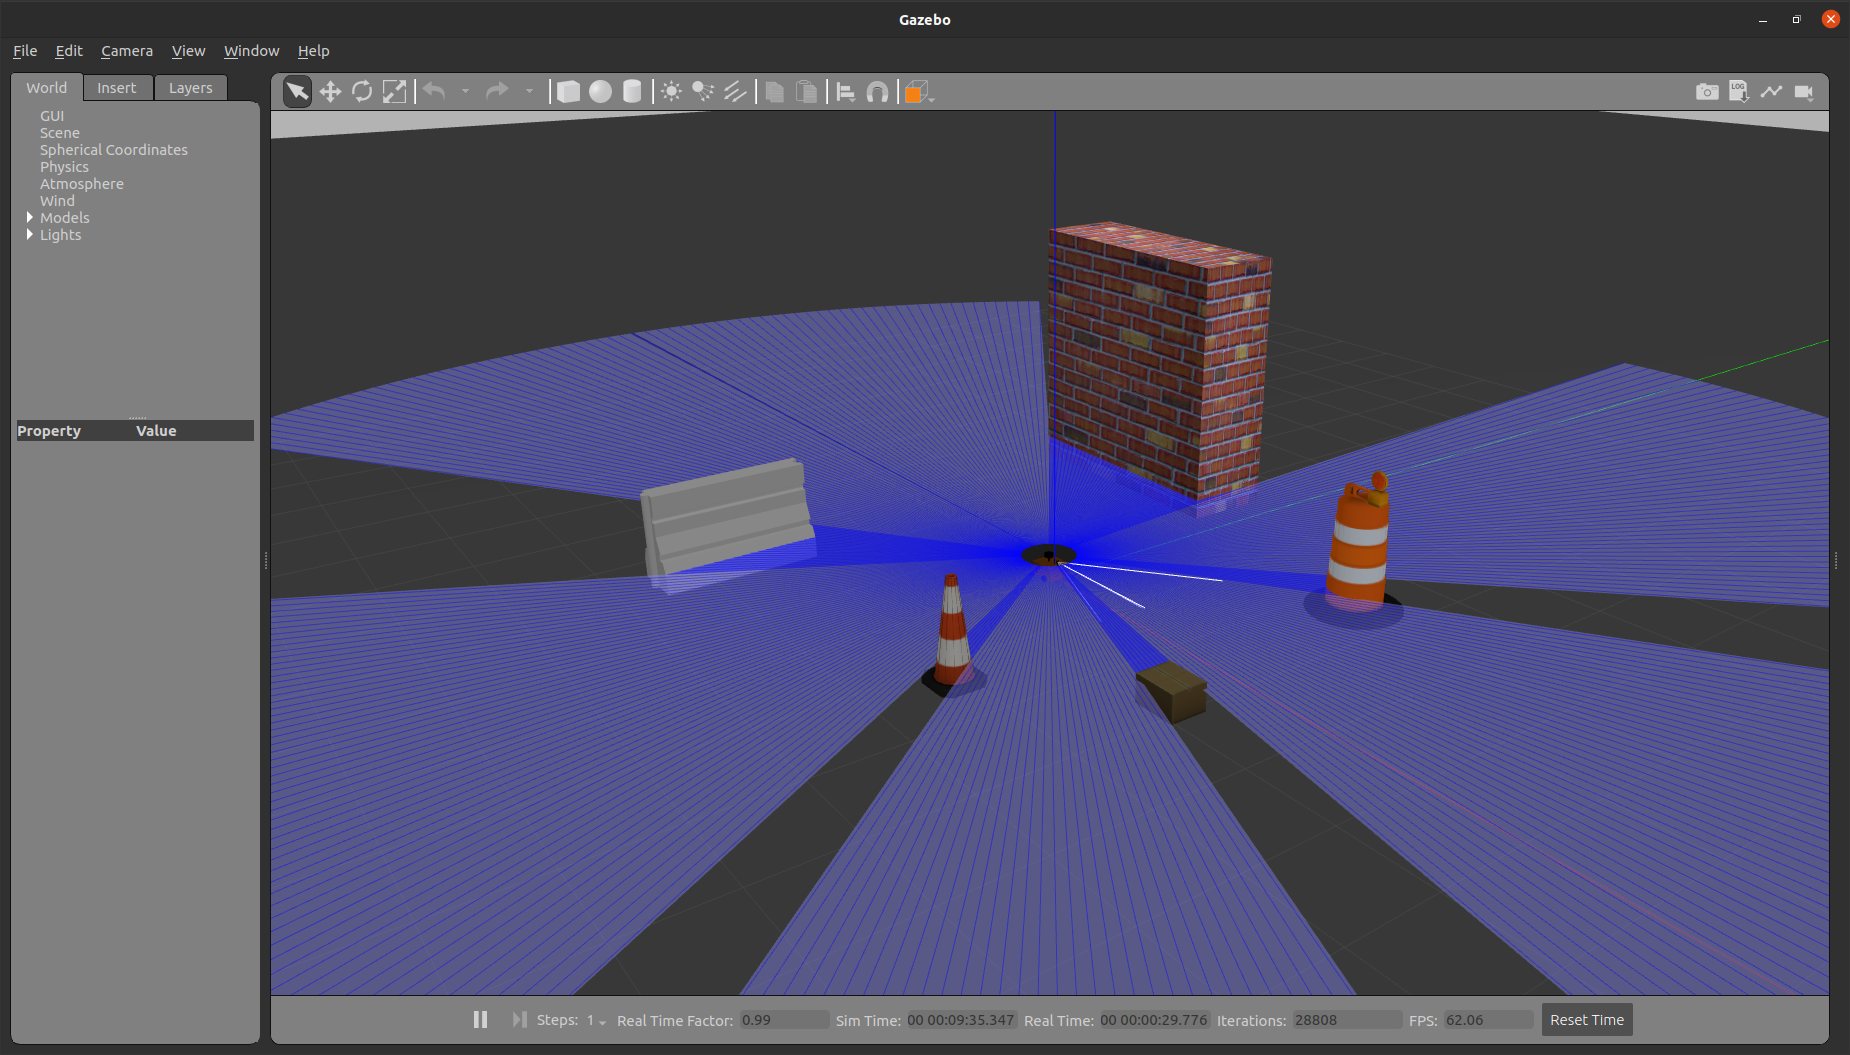 Gazebo
File Edit Camera View Window Help
World Insert Layers
GUI
Scene
Spherical Coordinates
Physics
Atmosphere
Wind
Models
Lights
Property Value
LOG
Steps: 1 Real Time Factor: 0.99 Sim Time: 00 00:09:35.347 Real Time: 00 00:00:29.776 Iterations: 28808 FPS: 62.06 Reset Time